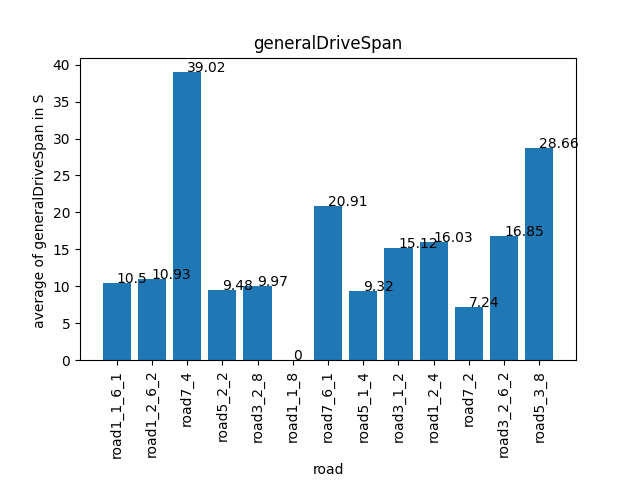 generalDriveSpan
average of generalDriveSpan in S
40
35
30
25
20
15
10
5
0
10.5
10.93
39.02
9.48
9.97
0
20.91
9.32
15.12
16.03
7.24
16.85
28.66
road1_1_6_1
road1_2_6_2
road7_4
road5_2_2
road3_2_8
road1_1_8
road7_6_1
road5_1_4
road3_1_2
road1_2_4
road7_2
road3_2_6_2
road5_3_8
road